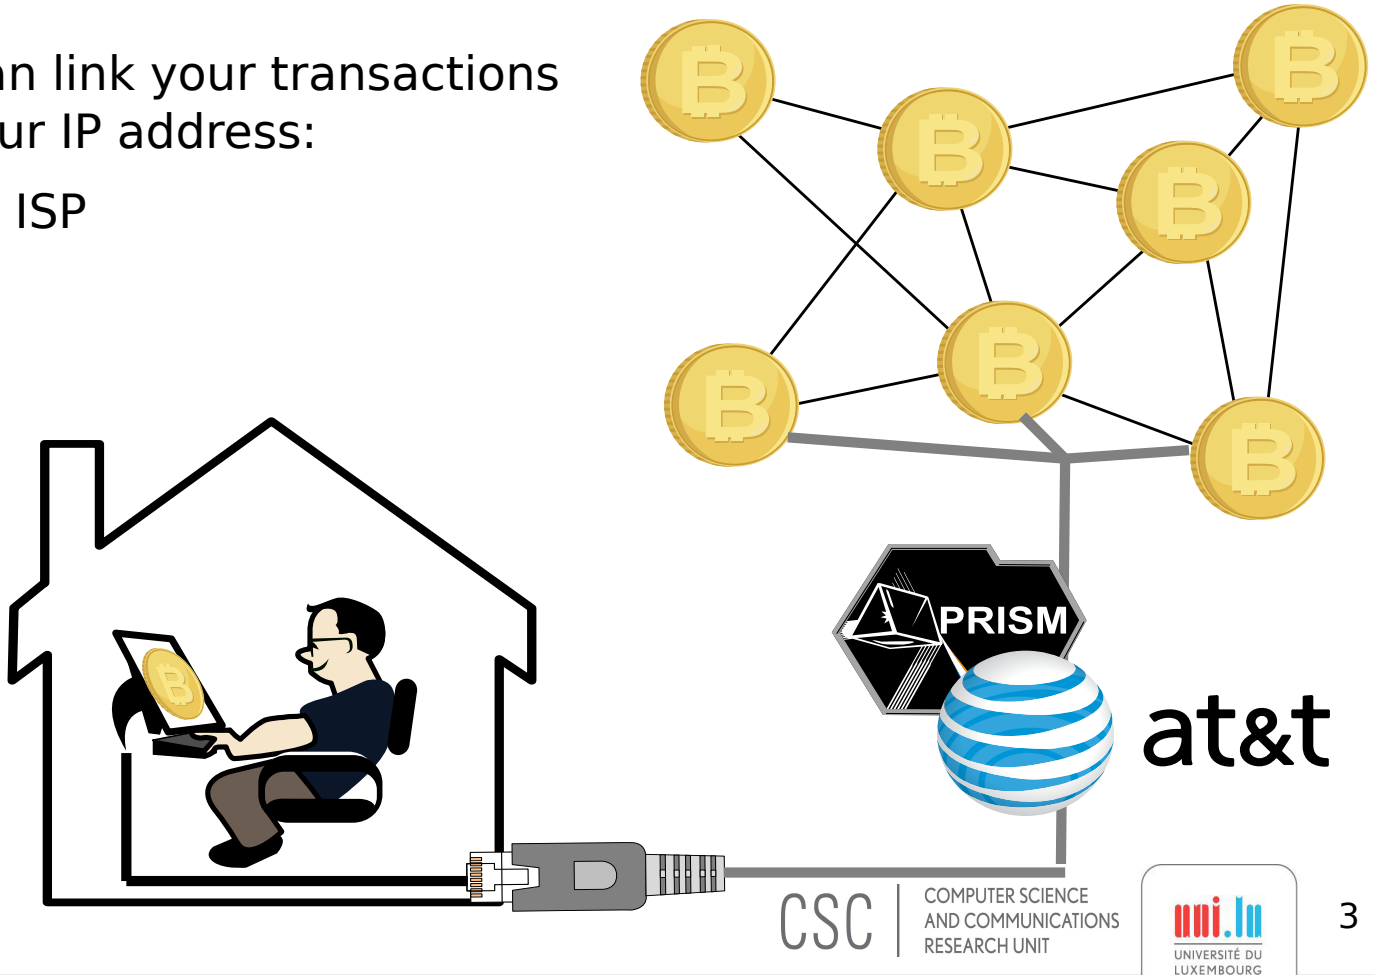 an link your transactions
ur IP address:
ISP
PRISM
at&t
CSC
COMPUTER SCIENCE
AND COMMUNICATIONS
RESEARCH UNIT
uni.lu
UNIVERSITÉ DU
LUXEMBOURG
3